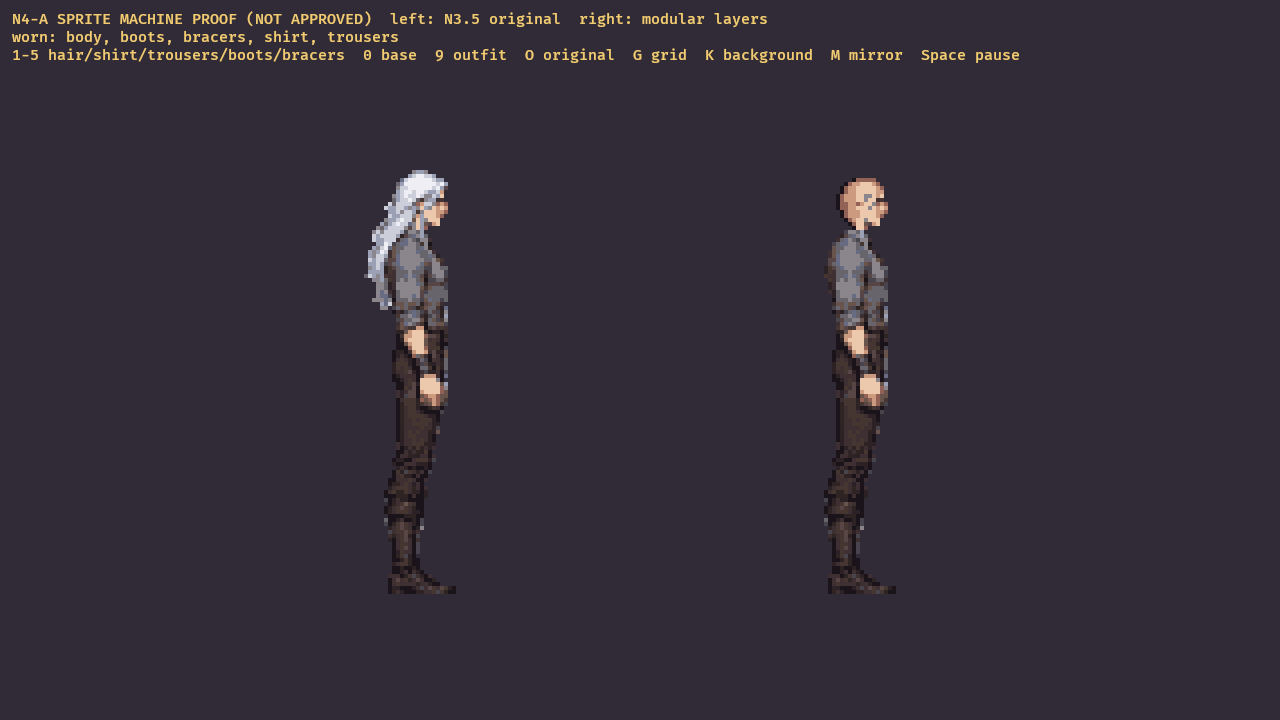 N4-A SPRITE MACHINE PROOF (NOT APPROVED)  left: N3.5 original  right: modular layers
worn: body, boots, bracers, shirt, trousers
1-5 hair/shirt/trousers/boots/bracers  0 base  9 outfit  O original  G grid  K background  M mirror  Space pause